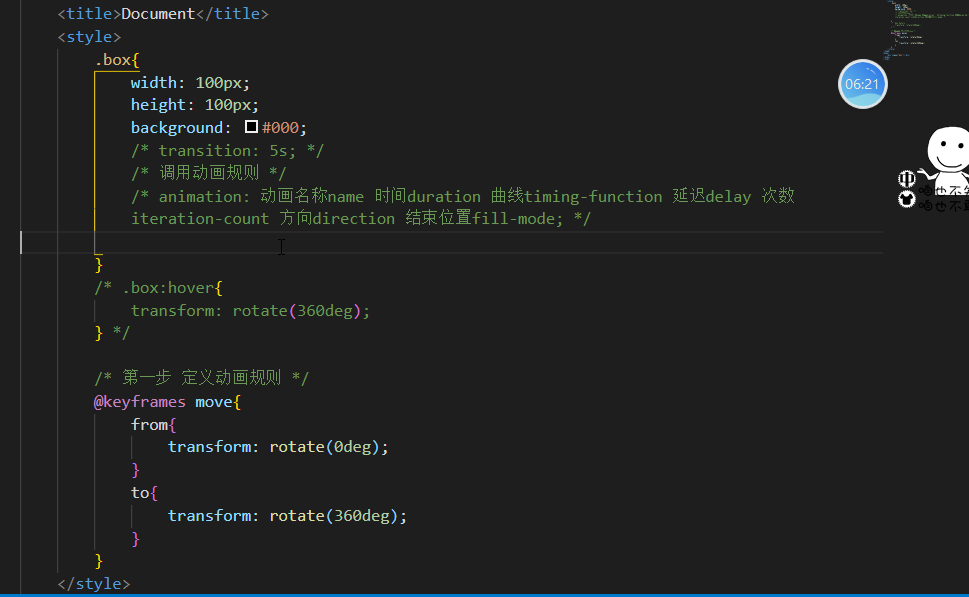 <title>Document</title>
<style>
.box{
width: 100px;
height: 100px;
background: #000;
/* transition: 5s; */
/* 调用动画规则 */
/* animation: 动画名称name 时间duration 曲线timing-function 延迟delay 次数
iteration-count 方向direction 结束位置fill-mode; */
}
/* .box:hover{
transform: rotate(360deg);
} */
/* 第一步 定义动画规则 */
@keyframes move{
from{
transform: rotate(0deg);
}
to{
transform: rotate(360deg);
}
}
</style>
06:21